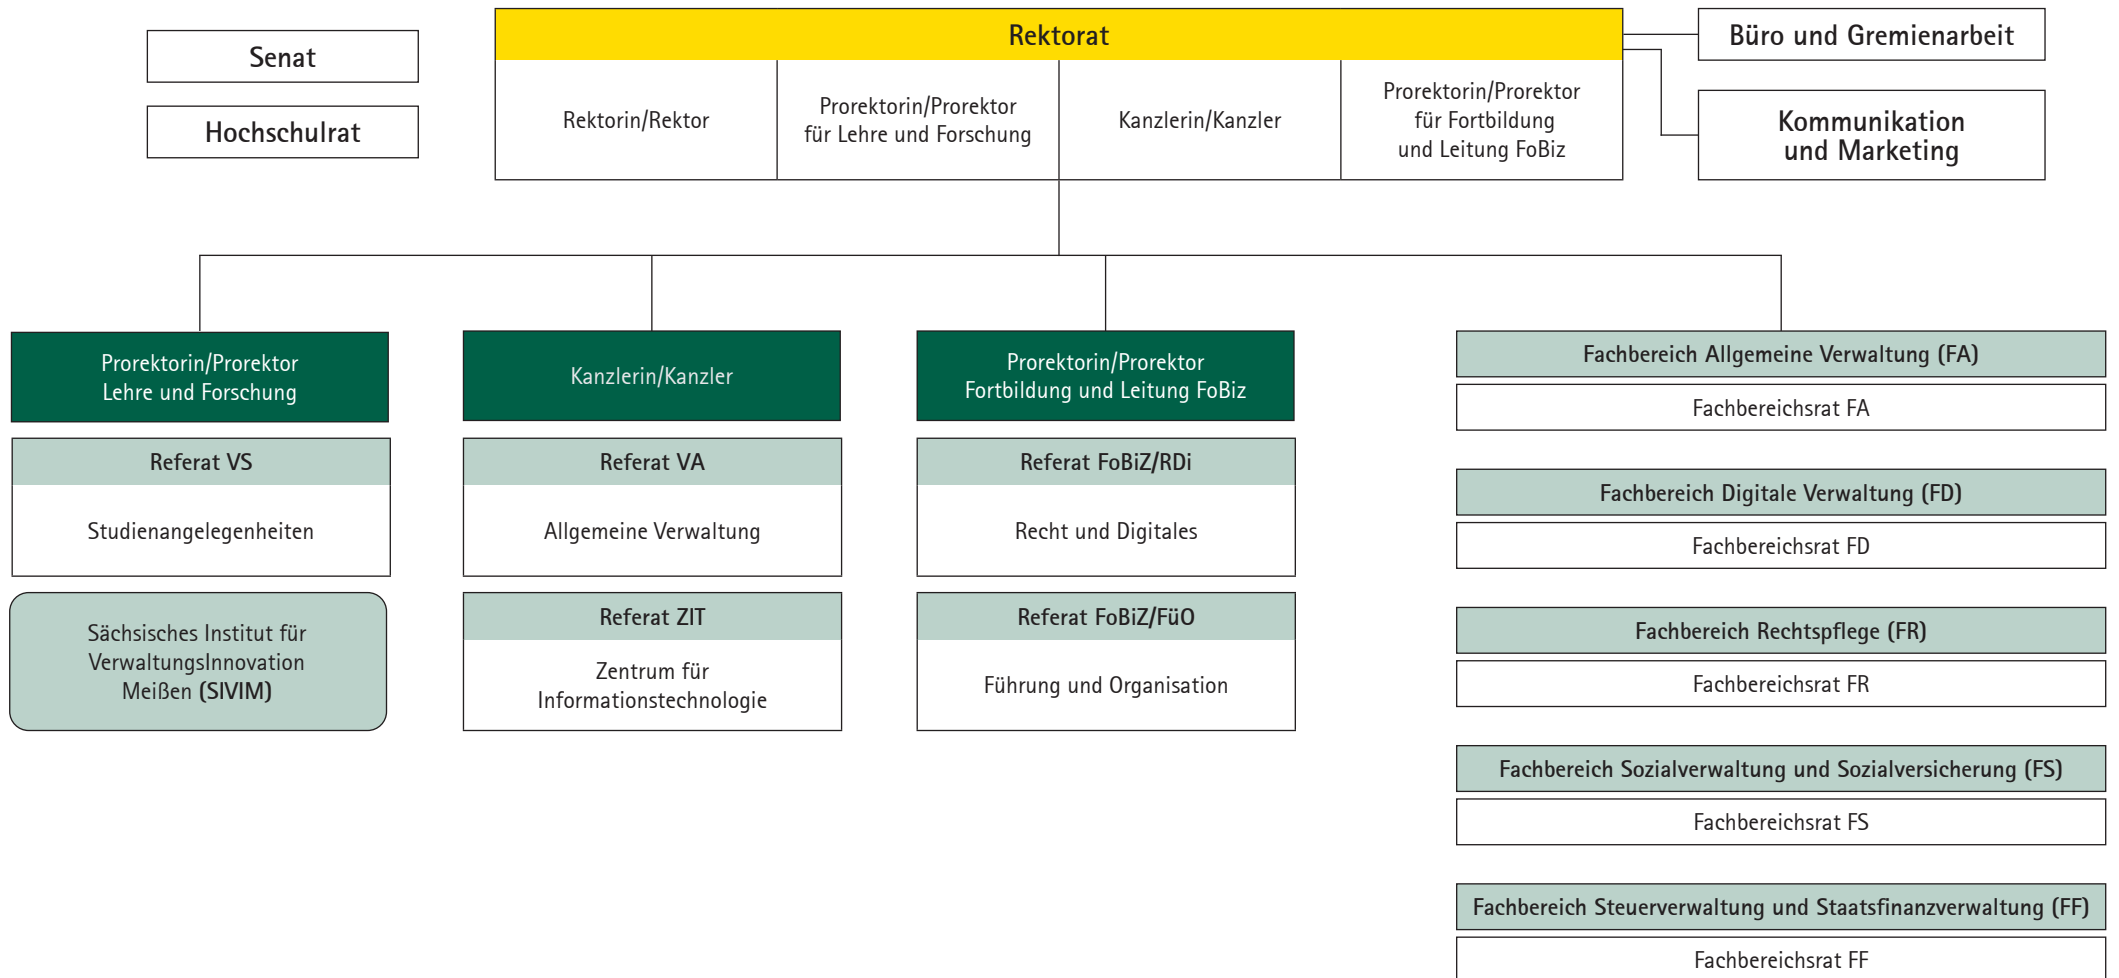 Senat
Hochschulrat
Rektorat
Rektorin/Rektor
Prorektorin/Prorektor
für Lehre und Forschung
Kanzlerin/Kanzler
Prorektorin/Prorektor
für Fortbildung
und Leitung FoBiz
Büro und Gremienarbeit
Kommunikation
und Marketing
Prorektorin/Prorektor
Lehre und Forschung
Referat VS
Studienangelegenheiten
Sächsisches Institut für
VerwaltungsInnovation
Meißen (SIVIM)
Kanzlerin/Kanzler
Referat VA
Allgemeine Verwaltung
Referat ZIT
Zentrum für
Informationstechnologie
Prorektorin/Prorektor
Fortbildung und Leitung FoBiz
Referat FoBiZ/RDi
Recht und Digitales
Referat FoBiZ/FüO
Führung und Organisation
Fachbereich Allgemeine Verwaltung (FA)
Fachbereichsrat FA
Fachbereich Digitale Verwaltung (FD)
Fachbereichsrat FD
Fachbereich Rechtspflege (FR)
Fachbereichsrat FR
Fachbereich Sozialverwaltung und Sozialversicherung (FS)
Fachbereichsrat FS
Fachbereich Steuerverwaltung und Staatsfinanzverwaltung (FF)
Fachbereichsrat FF